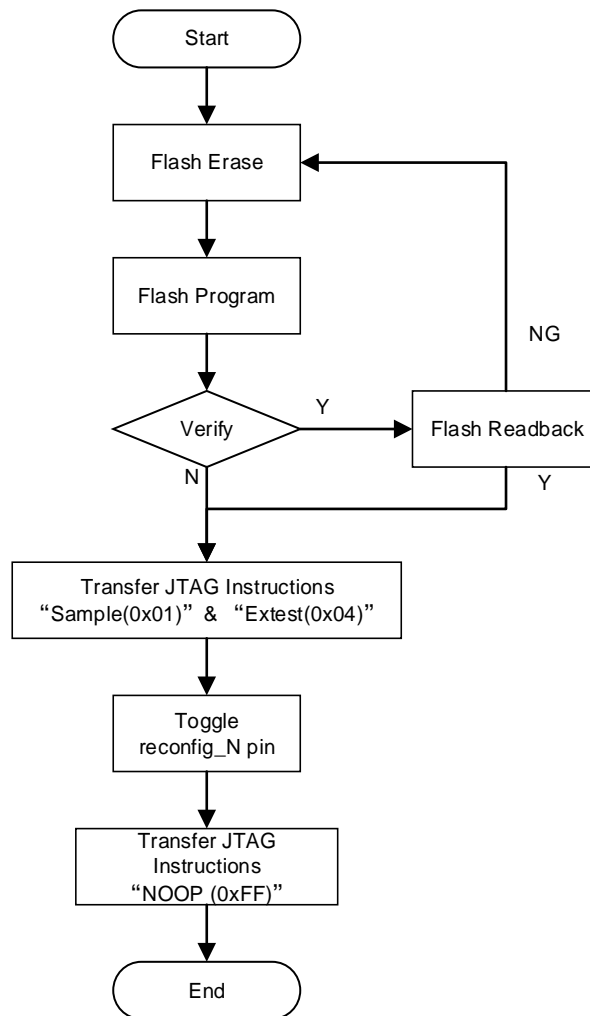 Start
Flash Erase
Flash Program
NG
Verify
Y
Flash Readback
N
Y
Transfer JTAG Instructions
“Sample(0x01)” & “Extest(0x04)”
Toggle
reconfig_N pin
Transfer JTAG
Instructions
“NOOP (0xFF)”
End